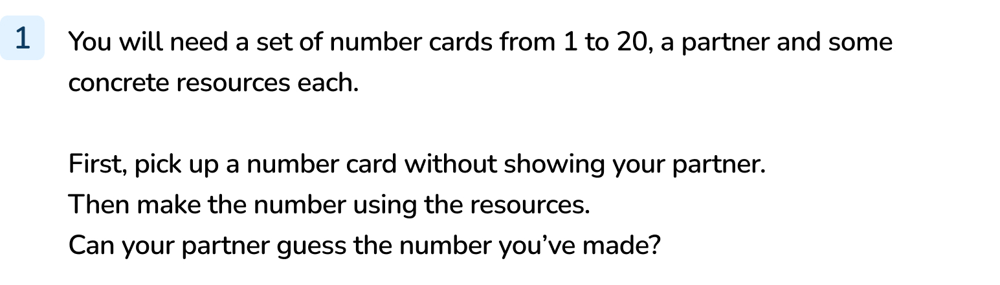 1
You will need a set of number cards from 1 to 20, a partner and some
concrete resources each.
First, pick up a number card without showing your partner.
Then make the number using the resources.
Can your partner guess the number you’ve made?